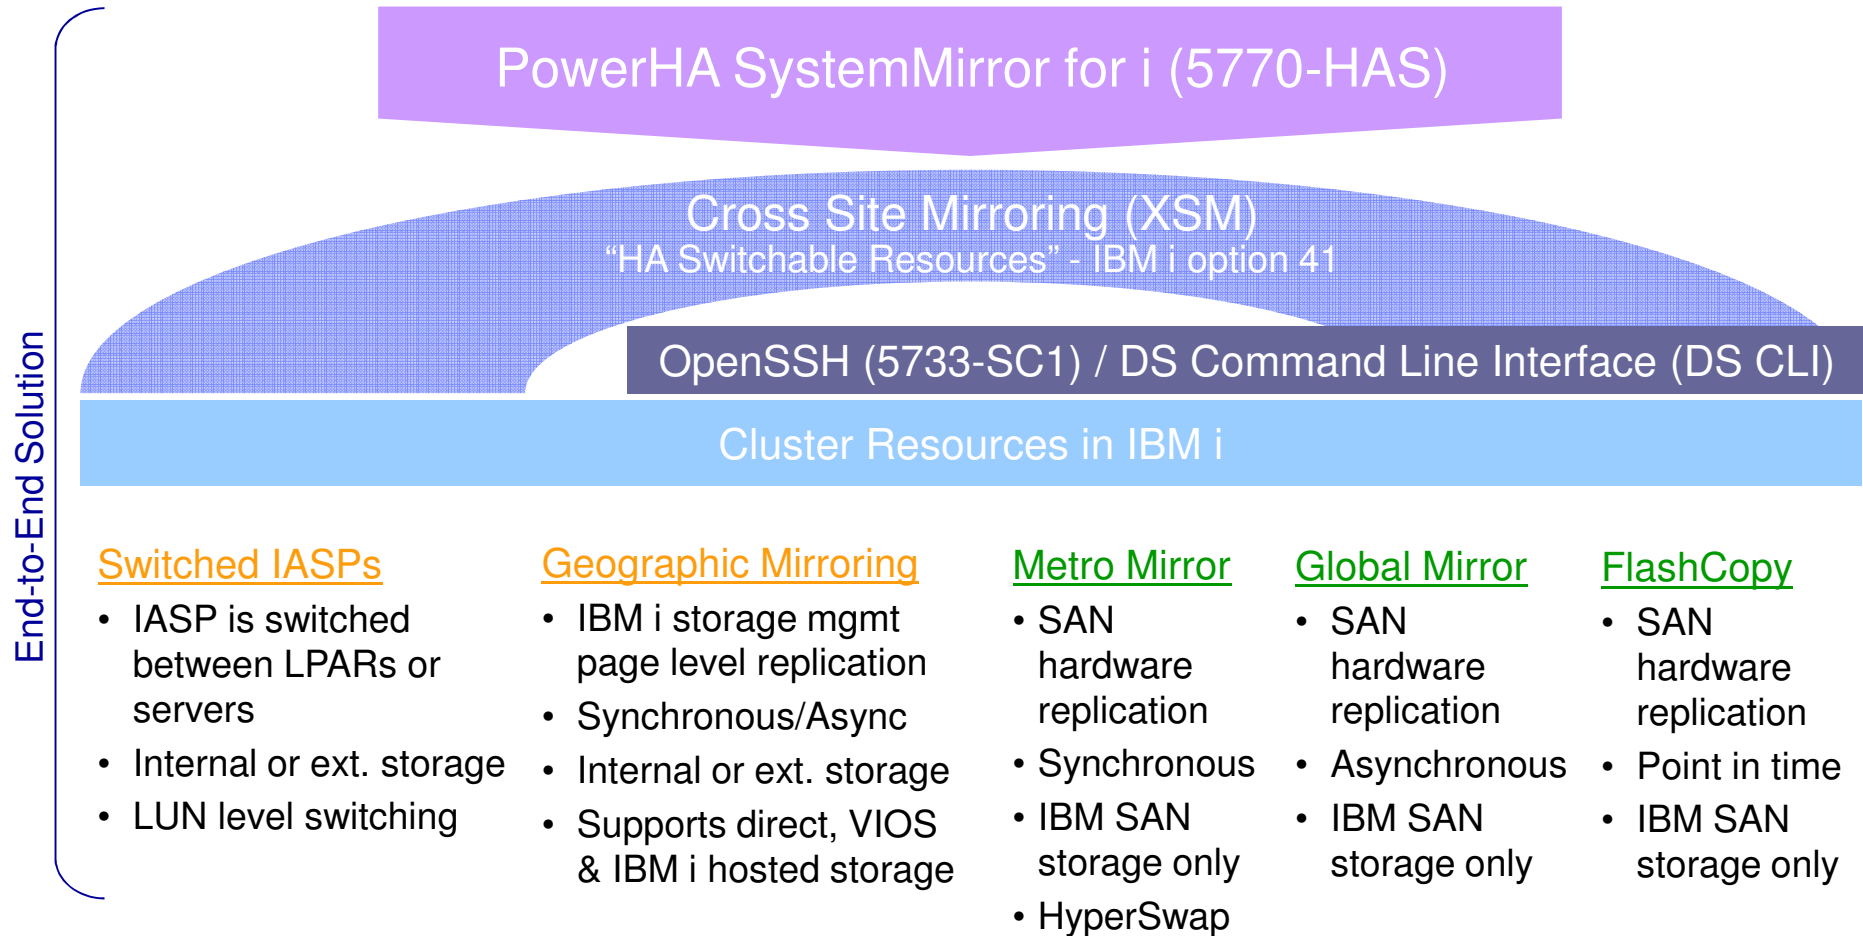 PowerHA SystemMirror for i (5770-HAS)
Cross Site Mirroring (XSM)
“HA Switchable Resources” - IBM i option 41
OpenSSH (5733-SC1) / DS Command Line Interface (DS CLI)
Cluster Resources in IBM i
End-to-End Solution
Switched IASPs
• IASP is switched
between LPARs or
servers
• Internal or ext. storage
• LUN level switching
Geographic Mirroring
• IBM i storage mgmt
page level replication
• Synchronous/Async
• Internal or ext. storage
• Supports direct, VIOS
& IBM i hosted storage
Metro Mirror
• SAN
hardware
replication
• Synchronous
• IBM SAN
storage only
• HyperSwap
Global Mirror
• SAN
hardware
replication
• Asynchronous
• IBM SAN
storage only
FlashCopy
• SAN
hardware
replication
• Point in time
• IBM SAN
storage only